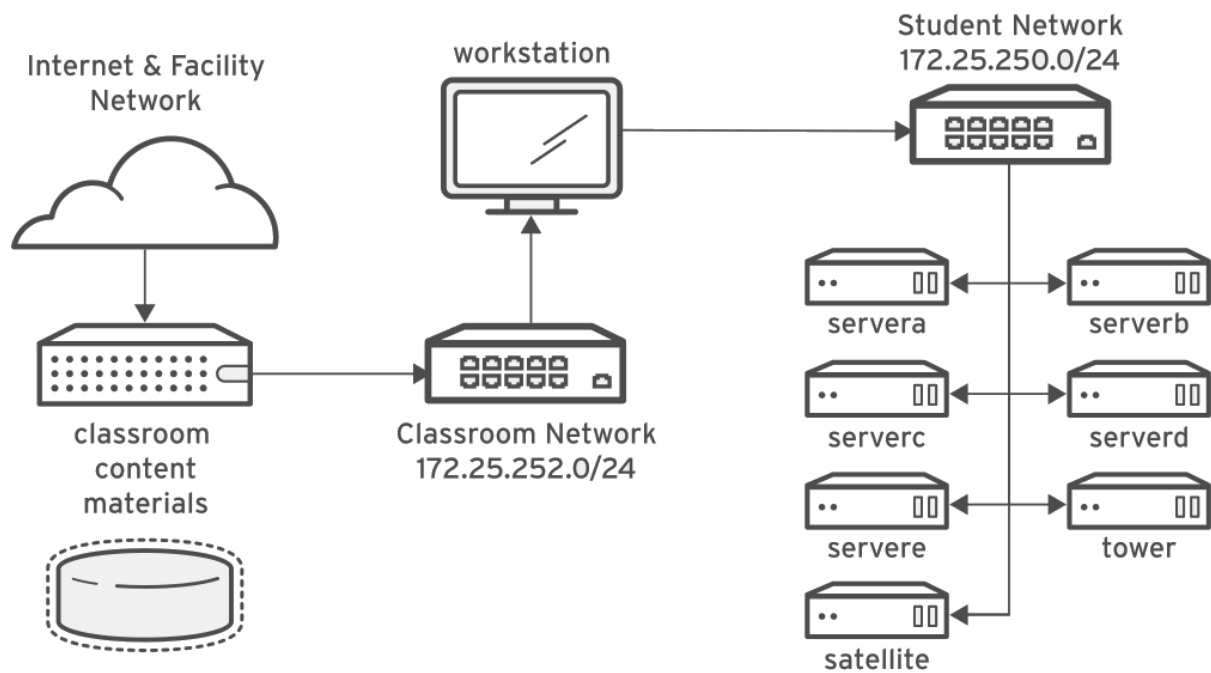 Internet & Facility
Network
workstation
Student Network
172.25.250.0/24
classroom
content
materials
Classroom Network
172.25.252.0/24
servera
serverb
serverc
serverd
servere
tower
satellite